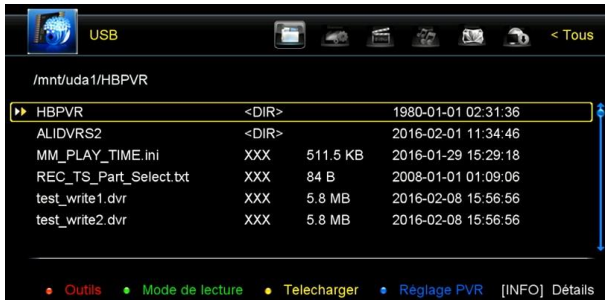 USB < Tous
/mnt/uda1/HBPVR
HBPVR <DIR> 1980-01-01 02:31:36
ALIDVRS2 <DIR> 2016-02-01 11:34:46
MM_PLAY_TIME.ini XXX 511.5 KB 2016-01-29 15:29:18
REC_TS_Part_Select.txt XXX 84 B 2008-01-01 01:09:06
test_write1.dvr XXX 5.8 MB 2016-02-08 15:56:56
test_write2.dvr XXX 5.8 MB 2016-02-08 15:56:56
Outils Mode de lecture Telecharger Réglage PVR [INFO] Détails